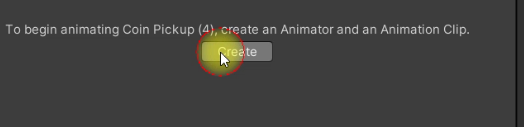 To begin animating Coin Pickup (4), create an Animator and an Animation Clip.
Create